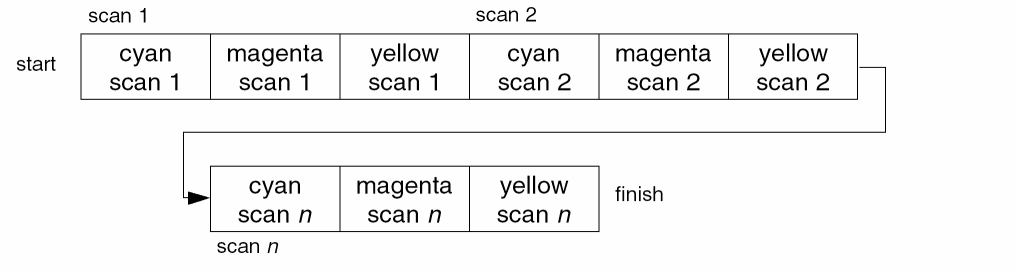 scan 1 scan 2
start
cyan magenta yellow cyan magenta yellow
scan 1 scan 1 scan 1 scan 2 scan 2 scan 2
cyan magenta yellow
scan n scan n scan n
finish
scan n